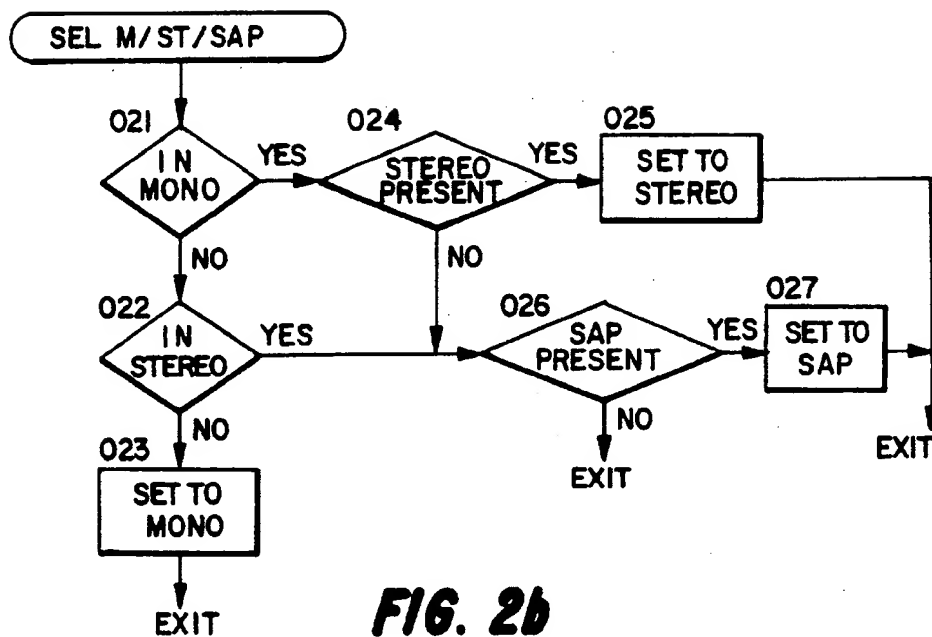 SEL M/ST/SAP
021
IN
MONO
YES
024
STEREO
PRESENT
YES
025
SET TO
STEREO
NO
NO
022
IN
STEREO
YES
026
SAP
PRESENT
YES
027
SET TO
SAP
NO
NO
EXIT
EXIT
023
SET TO
MONO
EXIT
FIG. 2b